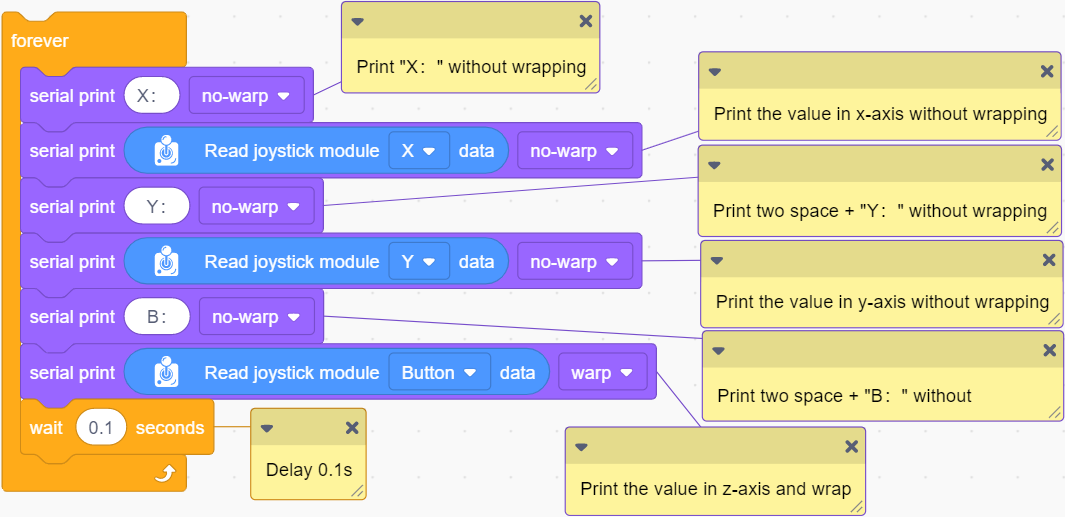 forever
Print "X：" without wrapping
serial print X： no-warp
Print the value in x-axis without wrapping
serial print Read joystick module X data no-warp
Print two space + "Y：" without wrapping
serial print Y： no-warp
serial print Read joystick module Y data no-warp
Print the value in y-axis without wrapping
serial print B： no-warp
serial print Read joystick module Button data warp
Print two space + "B：" without
wait 0.1 seconds
Delay 0.1s
Print the value in z-axis and wrap